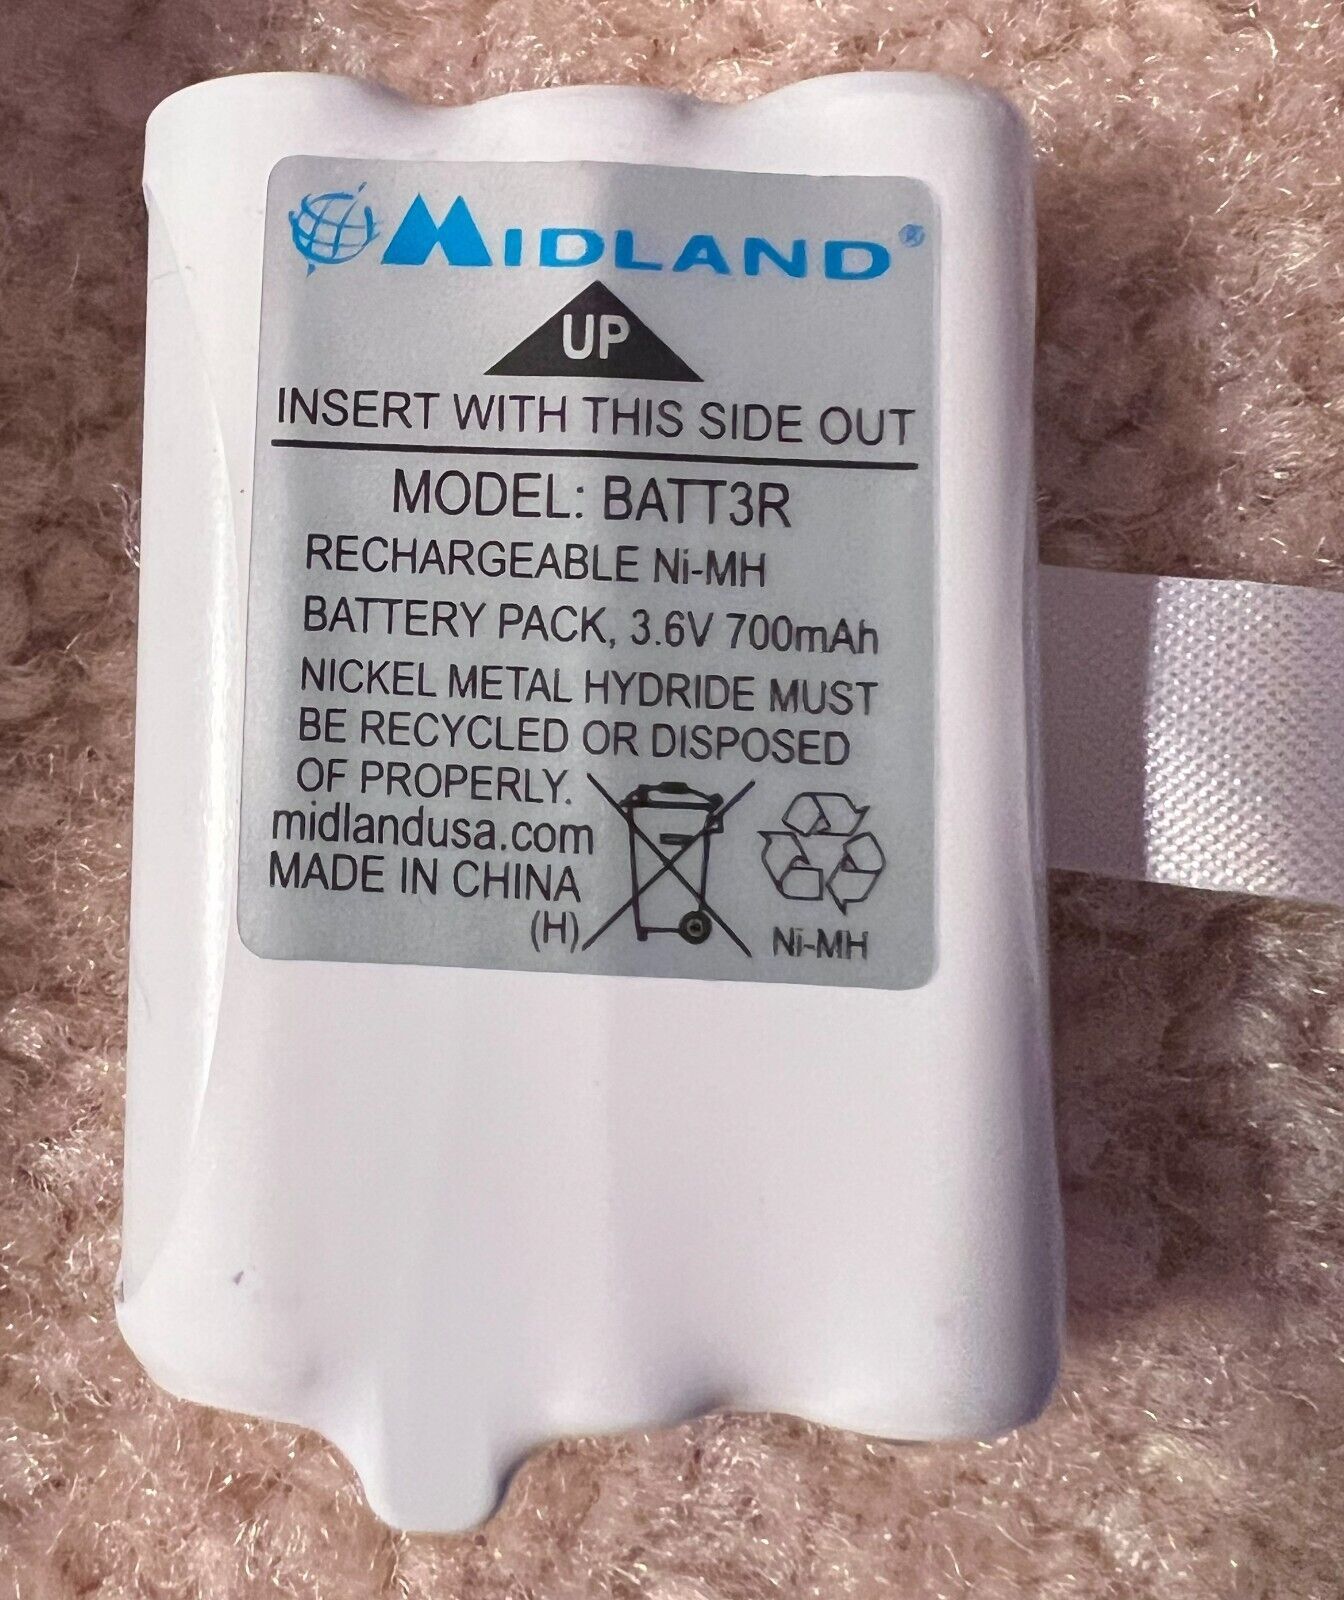 MIDLAND®
UP
INSERT WITH THIS SIDE OUT
MODEL: BATT3R
RECHARGEABLE Ni-MH
BATTERY PACK, 3.6V 700mAh
NICKEL METAL HYDRIDE MUST
BE RECYCLED OR DISPOSED
OF PROPERLY.
midlandusa.com
MADE IN CHINA
(H)
Ni-MH